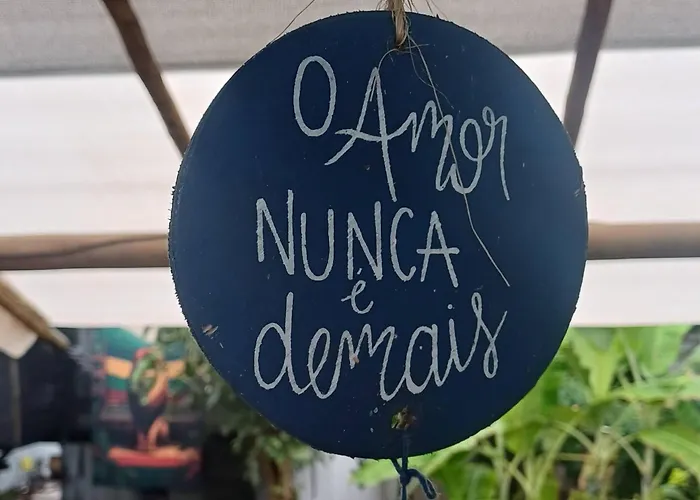 O Amor
NUNCA
é
demais